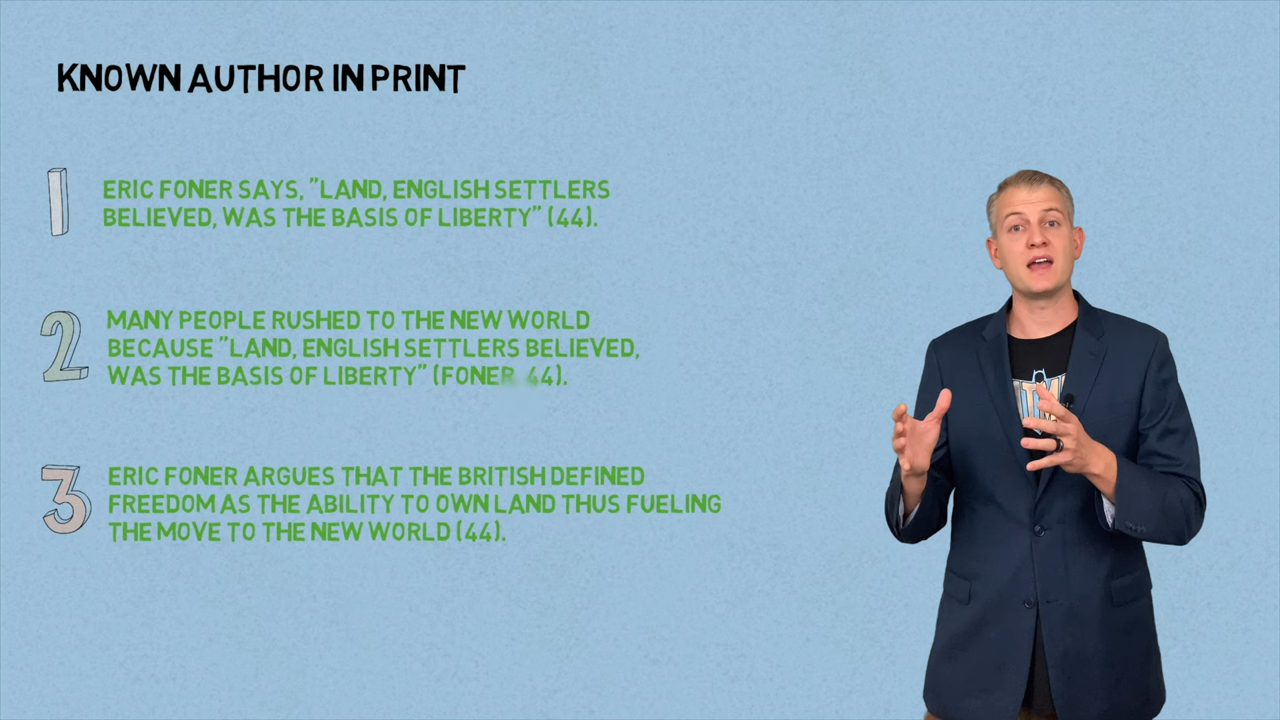 KNOWN AUTHOR IN PRINT
1
ERIC FONER SAYS, "LAND, ENGLISH SETTLERS
BELIEVED, WAS THE BASIS OF LIBERTY" (44).
2
MANY PEOPLE RUSHED TO THE NEW WORLD
BECAUSE "LAND, ENGLISH SETTLERS BELIEVED,
WAS THE BASIS OF LIBERTY" (FONER 44).
3
ERIC FONER ARGUES THAT THE BRITISH DEFINED
FREEDOM AS THE ABILITY TO OWN LAND THUS FUELING
THE MOVE TO THE NEW WORLD (44).